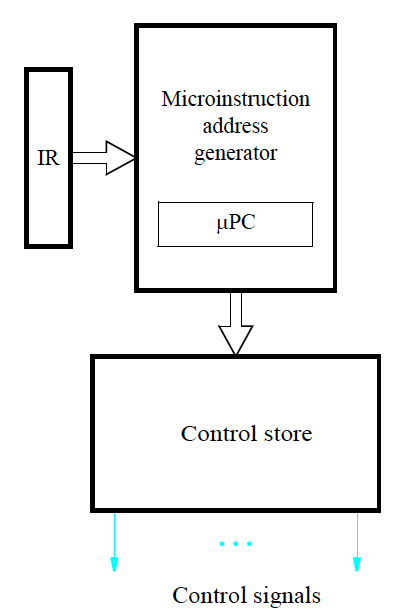 Microinstruction
address
generator
IR
μPC
Control store
...
Control signals